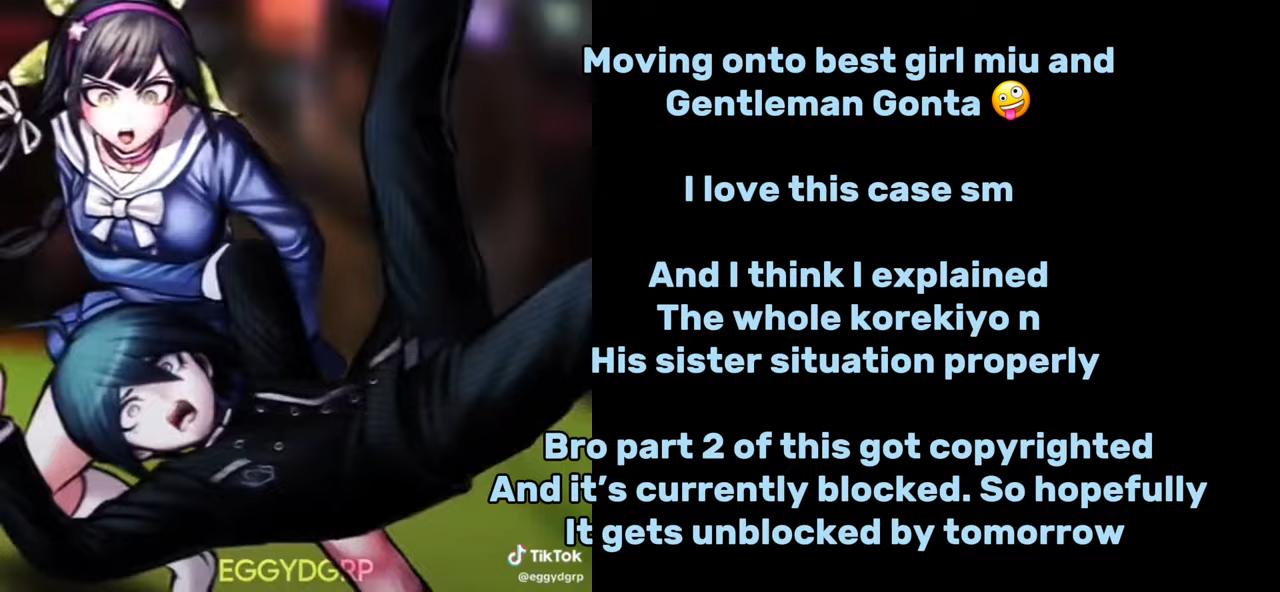 Moving onto best girl miu and
Gentleman Gonta 🤪
I love this case sm
And I think I explained
The whole korekiyo n
His sister situation properly
Bro part 2 of this got copyrighted
And it’s currently blocked. So hopefully
It gets unblocked by tomorrow
EGGYDGRP
TikTok
@eggydgrp